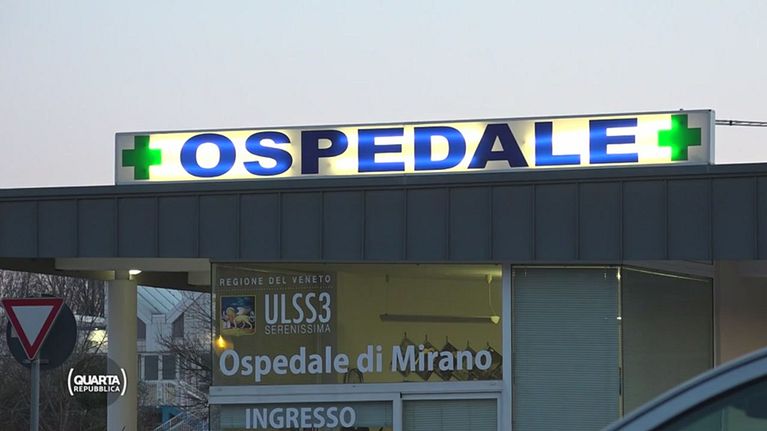 OSPEDALE
REGIONE DEL VENETO
ULSS3
SERENISSIMA
Ospedale di Mirano
INGRESSO
QUARTA
REPUBBLICA